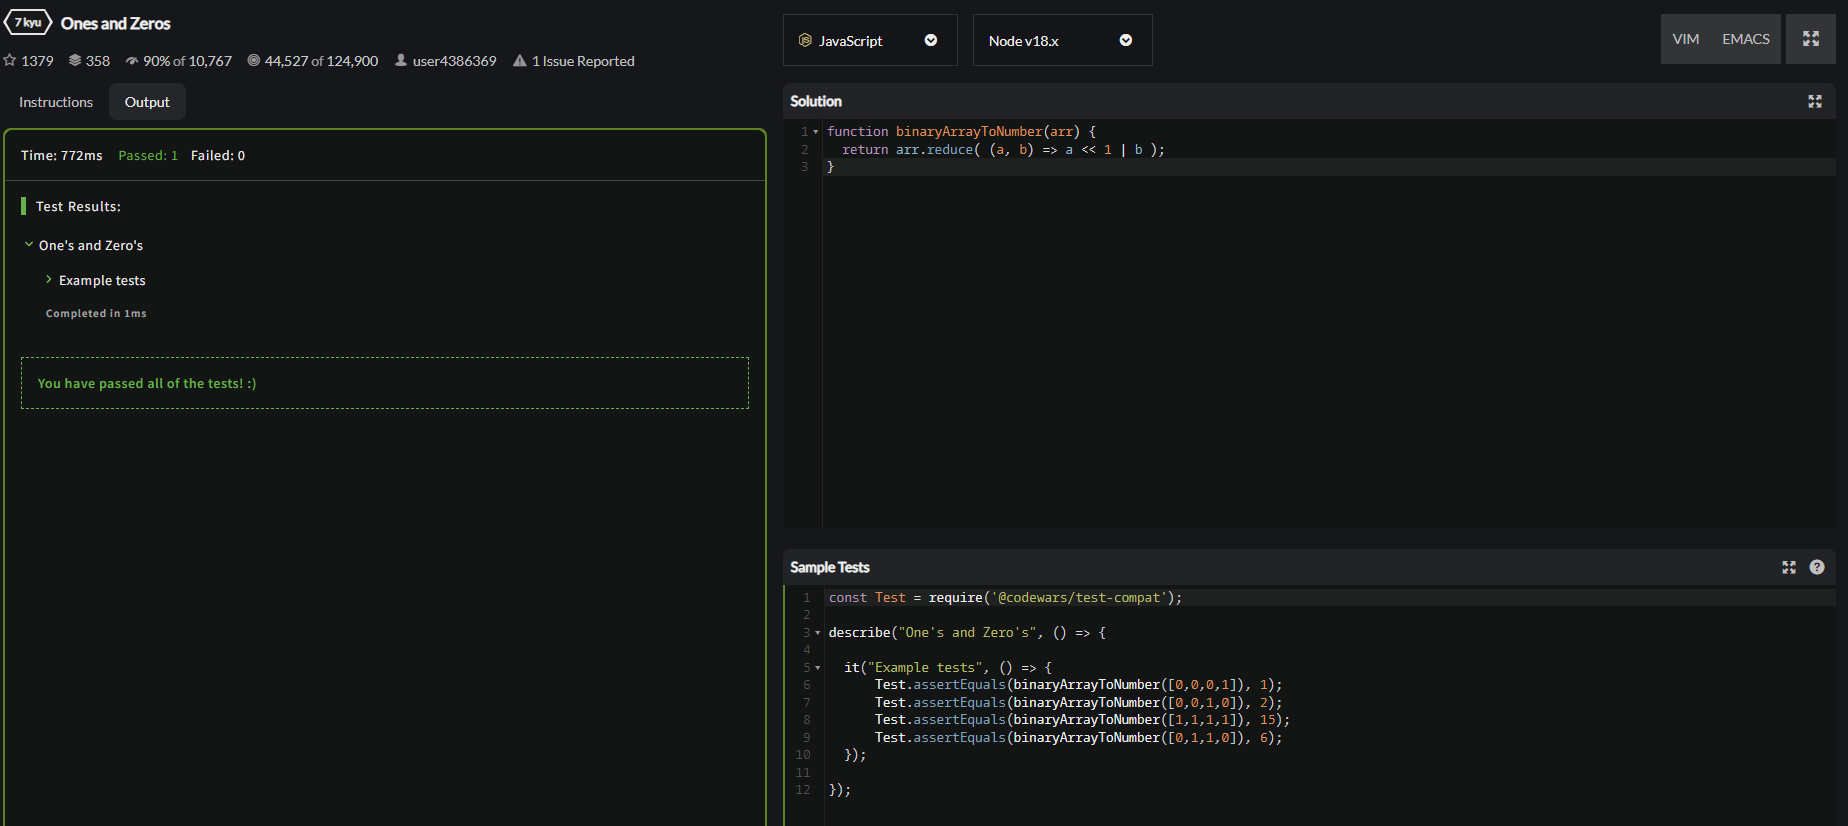 7 kyu Ones and Zeros
1379 358 90% of 10,767 44,527 of 124,900 user4386369 1 Issue Reported
Instructions Output
Time: 772ms Passed: 1 Failed: 0
Test Results:
One's and Zero's
Example tests
Completed in 1ms
You have passed all of the tests! :)
JavaScript Node v18.x VIM EMACS
Solution
1 function binaryArrayToNumber(arr) {
2 return arr.reduce( (a, b) => a << 1 | b );
3 }
Sample Tests ?
1 const Test = require('@codewars/test-compat');
2
3 describe("One's and Zero's", () => {
4
5 it("Example tests", () => {
6 Test.assertEquals(binaryArrayToNumber([0,0,0,1]), 1);
7 Test.assertEquals(binaryArrayToNumber([0,0,1,0]), 2);
8 Test.assertEquals(binaryArrayToNumber([1,1,1,1]), 15);
9 Test.assertEquals(binaryArrayToNumber([0,1,1,0]), 6);
10 });
11
12 });